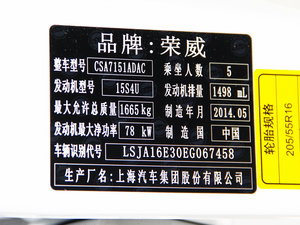 品牌:荣威
整车型号 CSA7151ADAC 乘坐人数 5
发动机型号 15S4U 发动机排量 1498 mL
最大允许总质量 1665kg 制造年月 2014.05
发动机最大净功率 78 kW 制造国 中国
车辆识别代号 LSJA16E30EG067458
生产厂名:上海汽车集团股份有限公司
轮胎规格
205/55R16